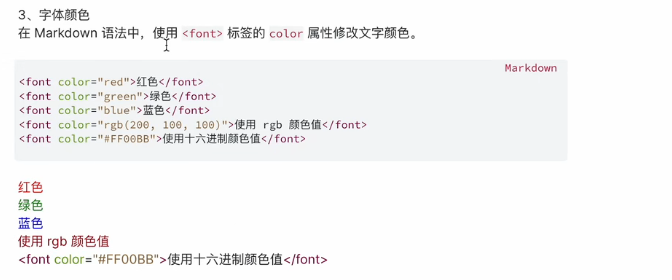 3、字体颜色
在 Markdown 语法中，使用 <font> 标签的 color 属性修改文字颜色。
Markdown
<font color="red">红色</font>
<font color="green">绿色</font>
<font color="blue">蓝色</font>
<font color="rgb(200, 100, 100)">使用 rgb 颜色值</font>
<font color="#FF00BB">使用十六进制颜色值</font>
红色
绿色
蓝色
使用 rgb 颜色值
<font color="#FF00BB">使用十六进制颜色值</font>